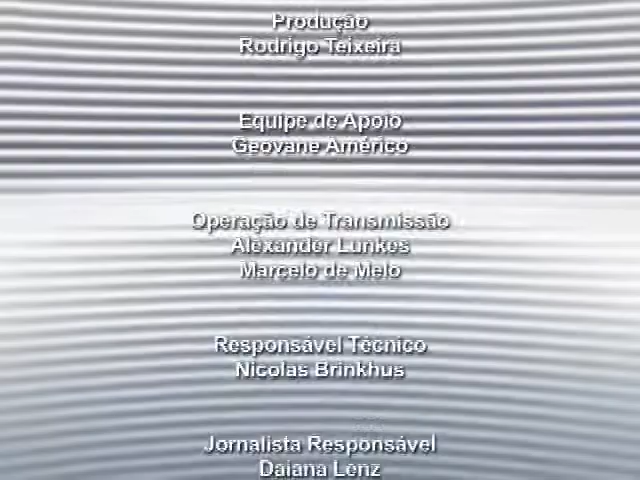 Produção
Rodrigo Teixeira
Equipe de Apoio
Geovane Américo
Operação de Transmissão
Alexander Lunkes
Marcelo de Melo
Responsável Técnico
Nicolas Brinkhus
Jornalista Responsável
Daiana Lenz